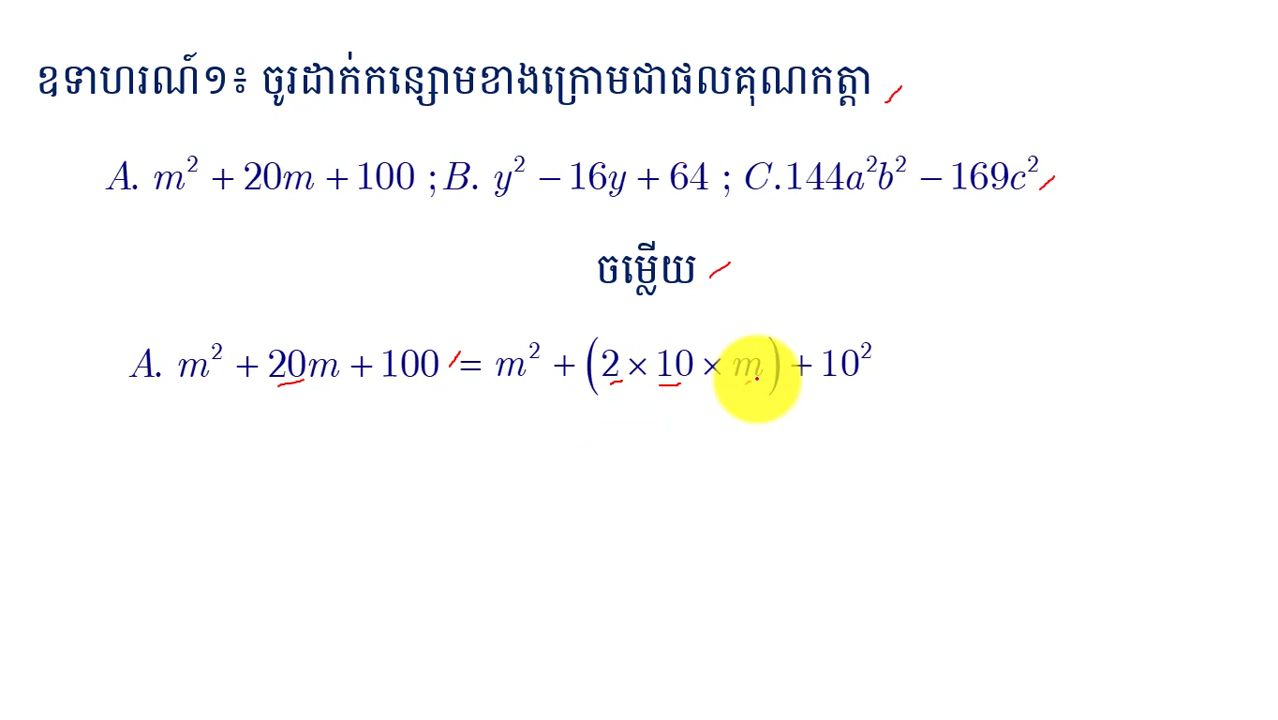 ឧទាហរណ៍១៖ ចូរដាក់កន្សោមខាងក្រោមជាផលគុណកត្តា
A. m² + 20m + 100 ; B. y² − 16y + 64 ; C.144a²b² − 169c²
ចម្លើយ
A. m² + 20m + 100 = m² + (2 × 10 × m) + 10²